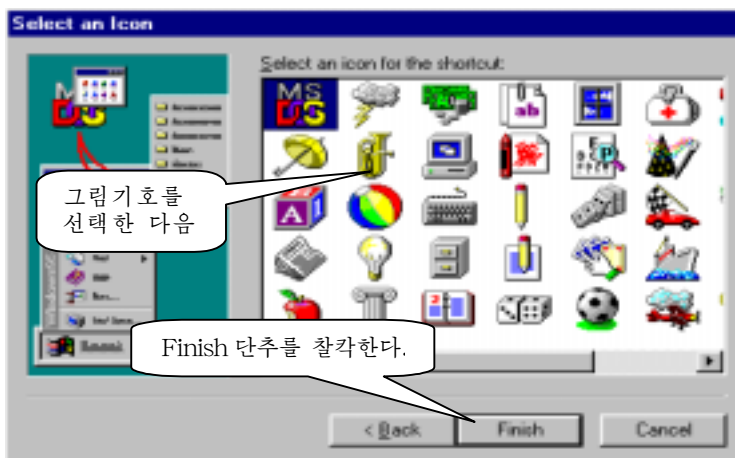 Select an Icon
Select an icon for the shortcut:
MS
DOS
ab
A
그림기호를
선택한 다음
Finish 단추를 찰칵한다.
< Back
Finish
Cancel